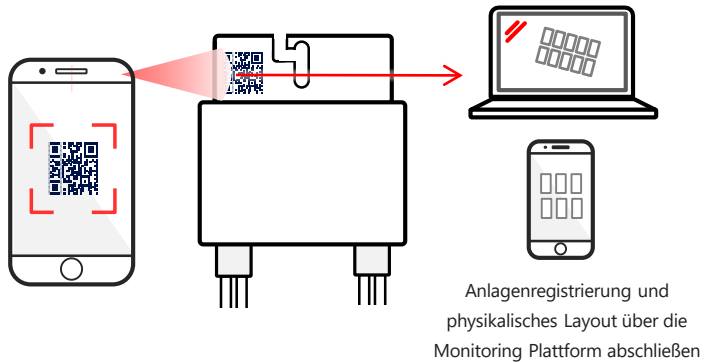 Anlagenregistrierung und
physikalisches Layout über die
Monitoring Plattform abschließen